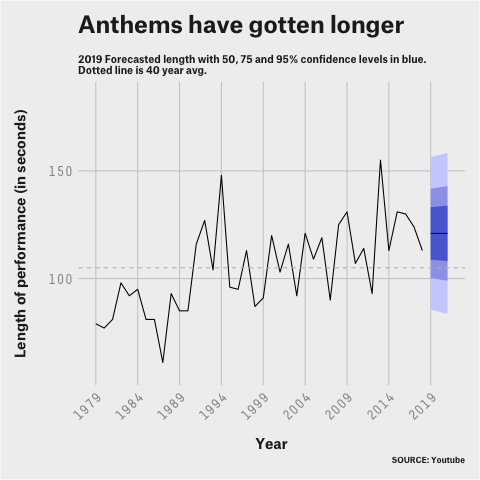 Anthems have gotten longer
2019 Forecasted length with 50, 75 and 95% confidence levels in blue.
Dotted line is 40 year avg.
Length of performance (in seconds)
150
100
1979
1984
1989
1994
1999
2004
2009
2014
2019
Year
SOURCE: Youtube